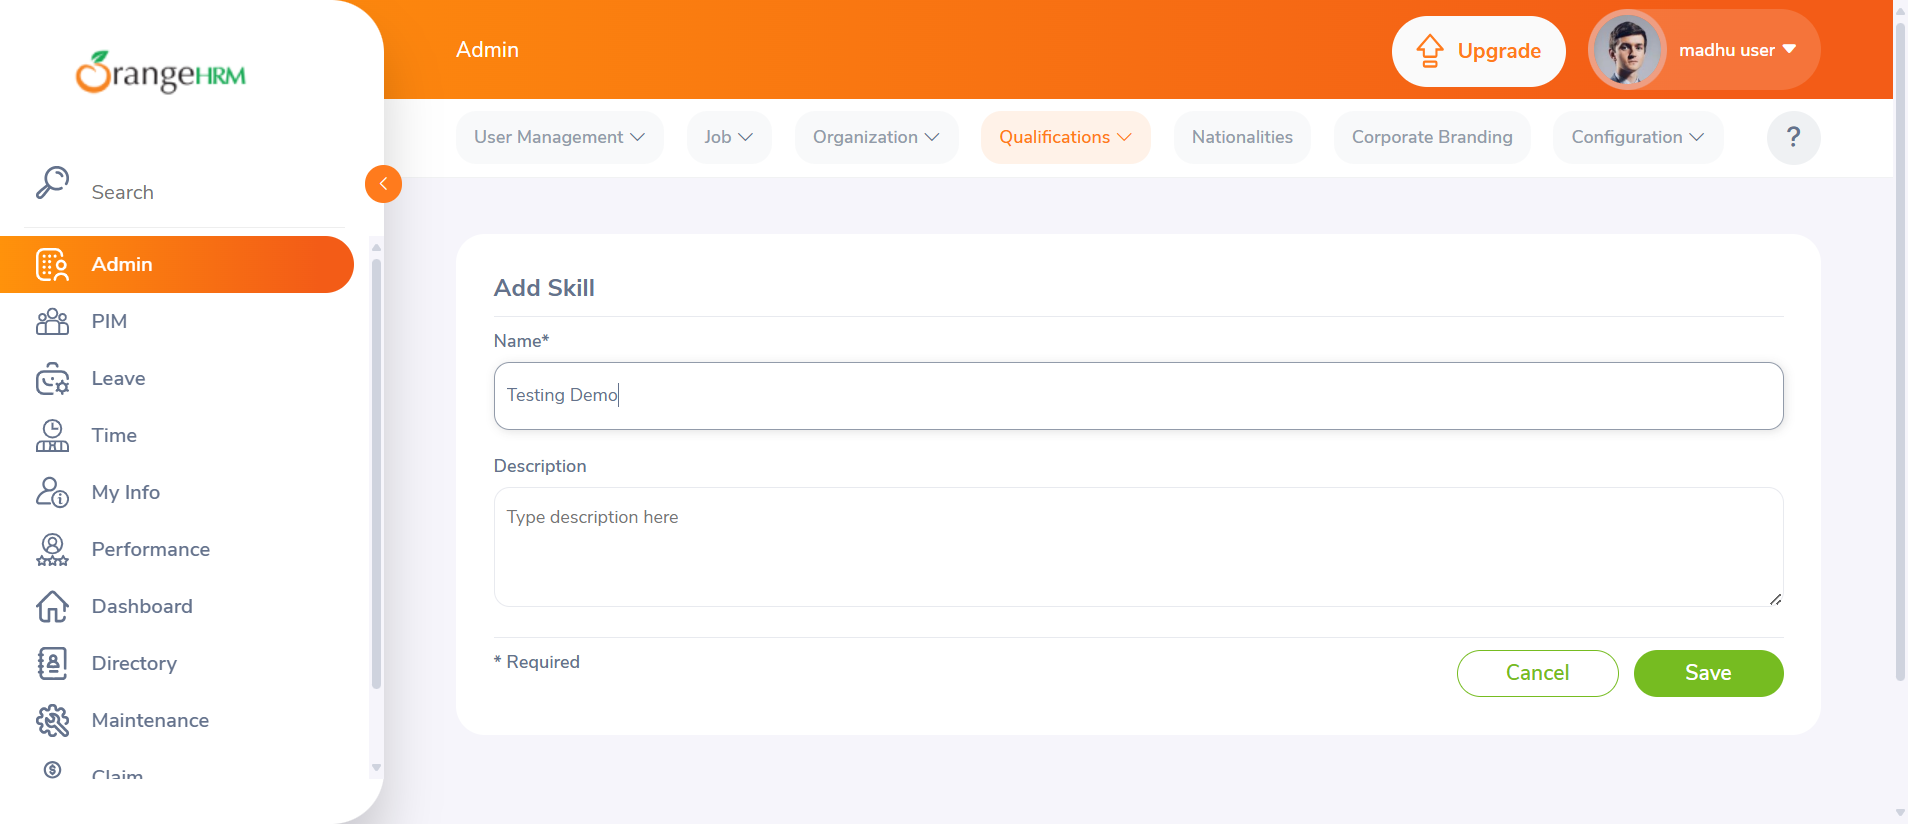 OrangeHRM
Search
Admin
PIM
Leave
Time
My Info
Performance
Dashboard
Directory
Maintenance
Claim
Admin
Upgrade
madhu user
User Management
Job
Organization
Qualifications
Nationalities
Corporate Branding
Configuration
?
Add Skill
Name*
Testing Demo
Description
Type description here
* Required
Cancel
Save